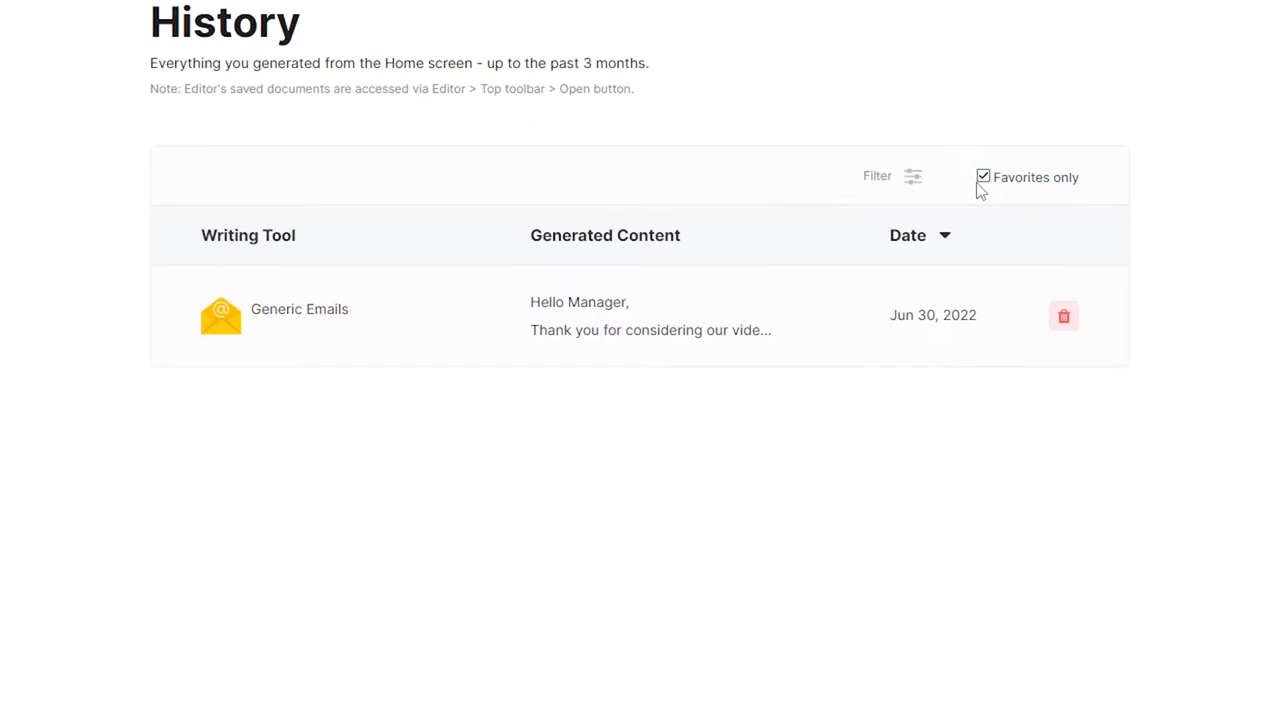 History
Everything you generated from the Home screen - up to the past 3 months.
Note: Editor's saved documents are accessed via Editor > Top toolbar > Open button.
Filter
Favorites only
Writing Tool
Generated Content
Date
@
Generic Emails
Hello Manager,
Thank you for considering our vide...
Jun 30, 2022